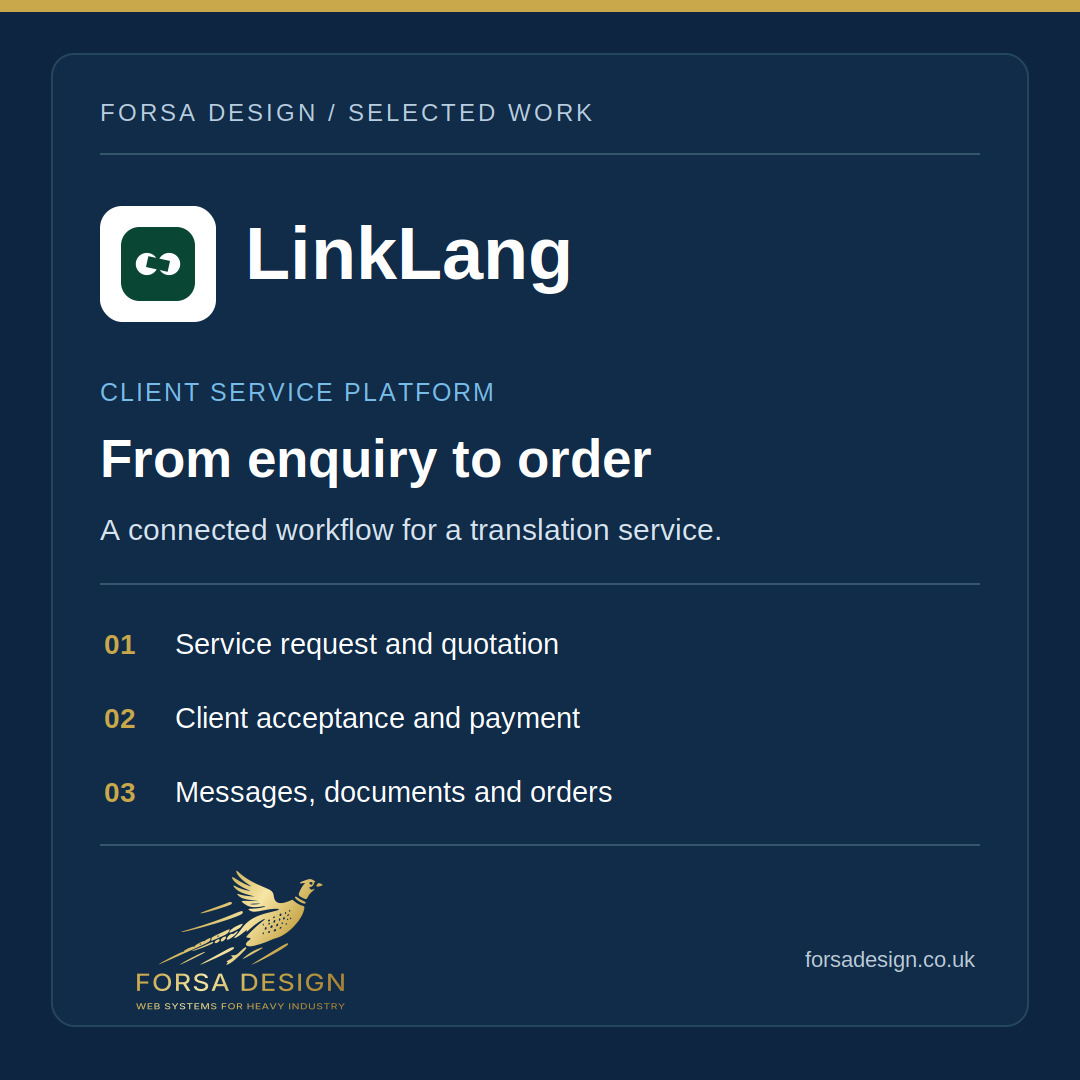 FORSA DESIGN / SELECTED WORK
LinkLang
CLIENT SERVICE PLATFORM
From enquiry to order
A connected workflow for a translation service.
01 Service request and quotation
02 Client acceptance and payment
03 Messages, documents and orders
FORSA DESIGN
WEB SYSTEMS FOR HEAVY INDUSTRY
forsadesign.co.uk